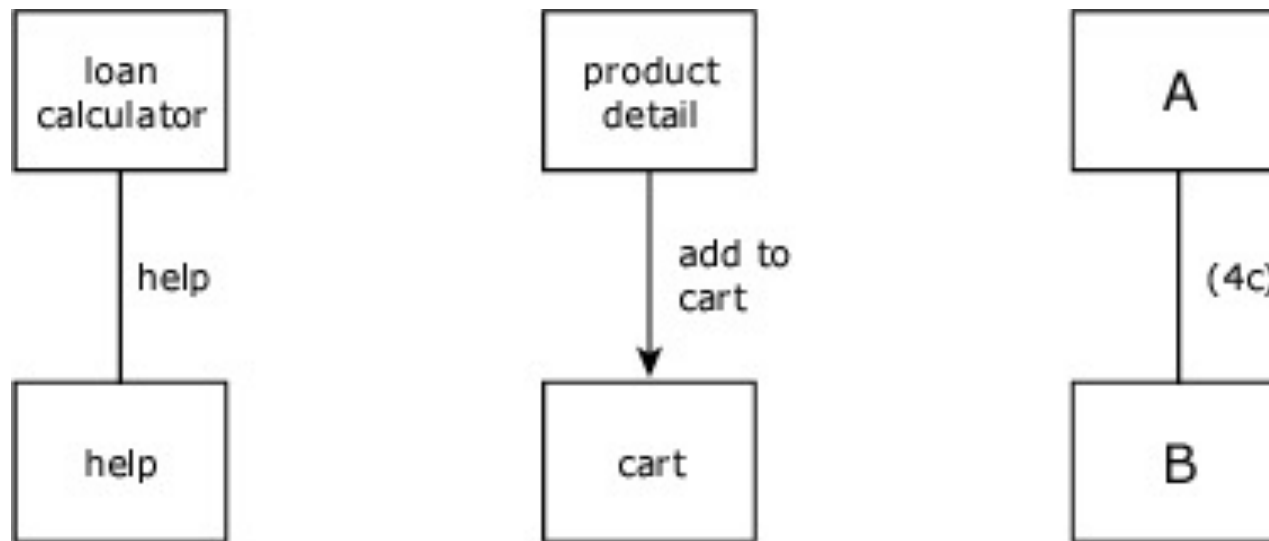 loan
calculator
help
help
product
detail
add to
cart
cart
A
(4c)
B